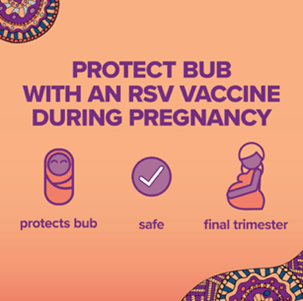 PROTECT BUB
WITH AN RSV VACCINE
DURING PREGNANCY
protects bub
safe
final trimester